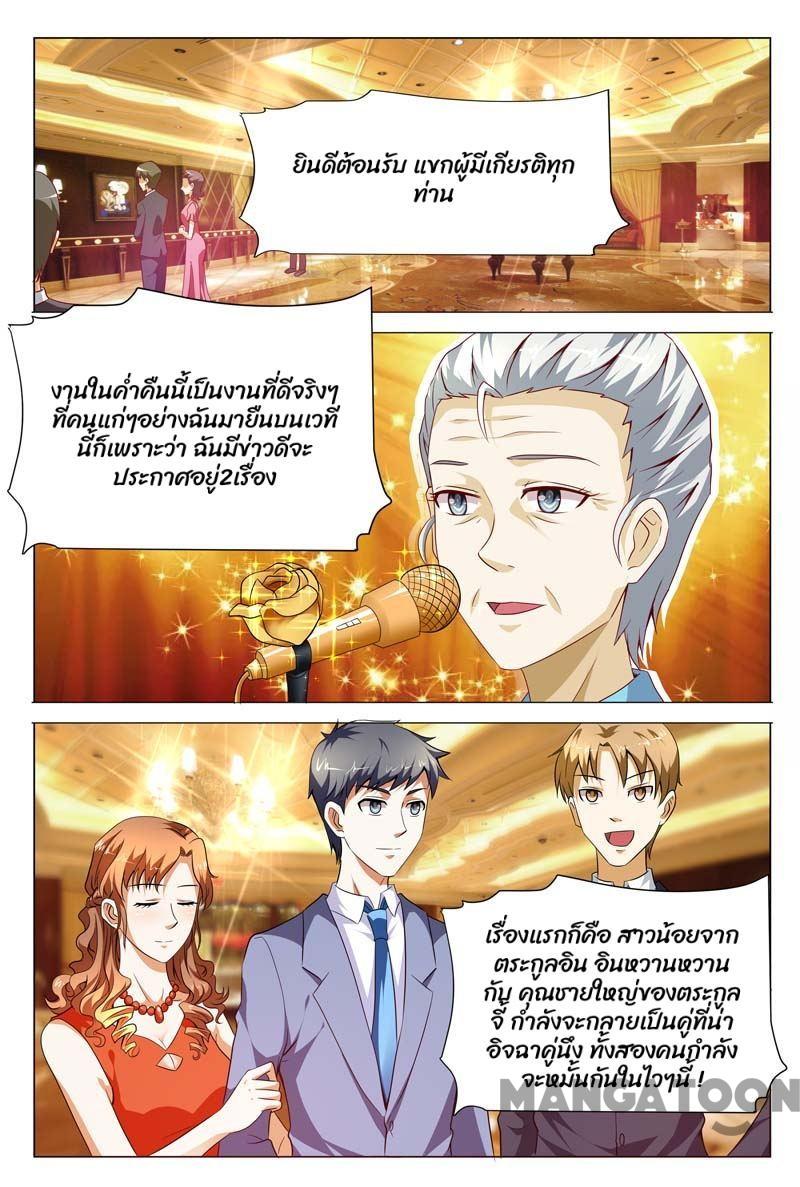 ยินดีต้อนรับ แขกผู้มีเกียรติทุก
ท่าน
งานในค่ำคืนนี้เป็นงานที่ดีจริงๆ
ที่คนแก่ๆอย่างฉันมายืนบนเวที
นี้ก็เพราะว่า ฉันมีข่าวดีจะ
ประกาศอยู่2เรื่อง
เรื่องแรกก็คือ สาวน้อยจาก
ตระกูลอิน อินหวานหวาน
กับ คุณชายใหญ่ของตระกูล
จี้ กำลังจะกลายเป็นคู่ที่น่า
อิจฉาคู่นึง ทั้งสองคนกำลัง
จะหมั้นกันในไวๆนี้ !
MANGATOON